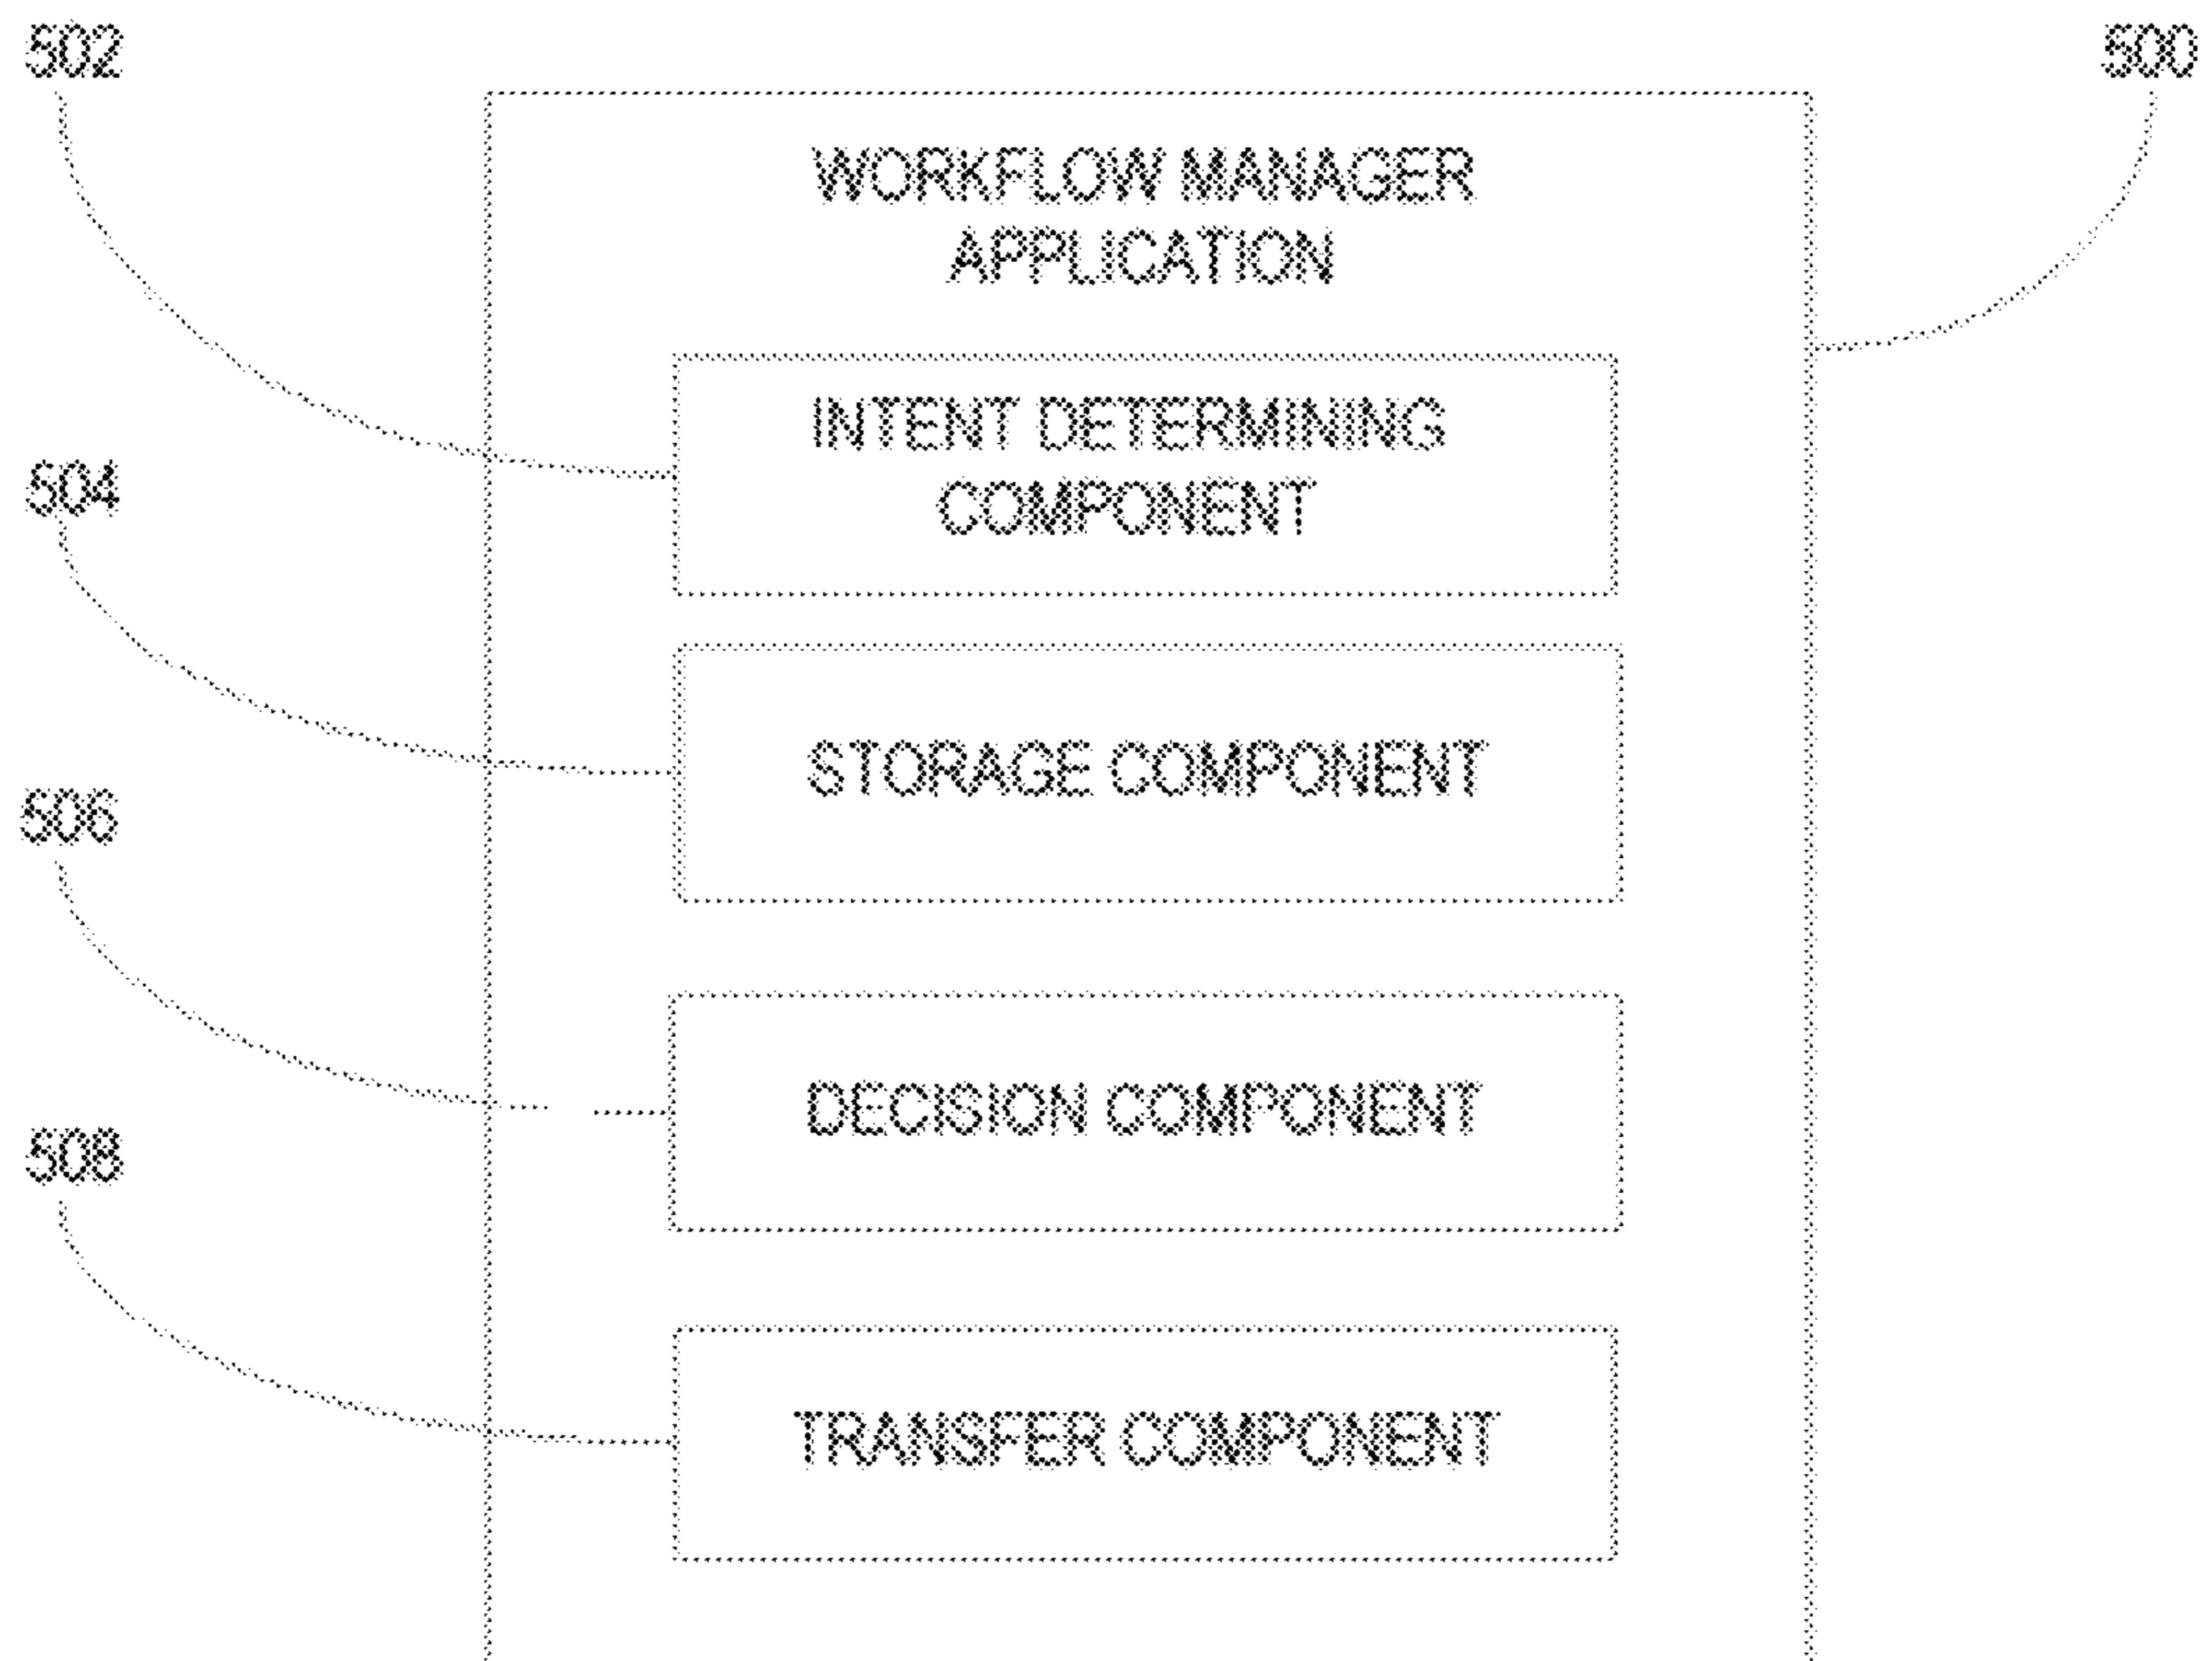 502
500
WORKFLOW MANAGER
APPLICATION
INTENT DETERMINING
COMPONENT
504
STORAGE COMPONENT
506
DECISION COMPONENT
508
TRANSFER COMPONENT